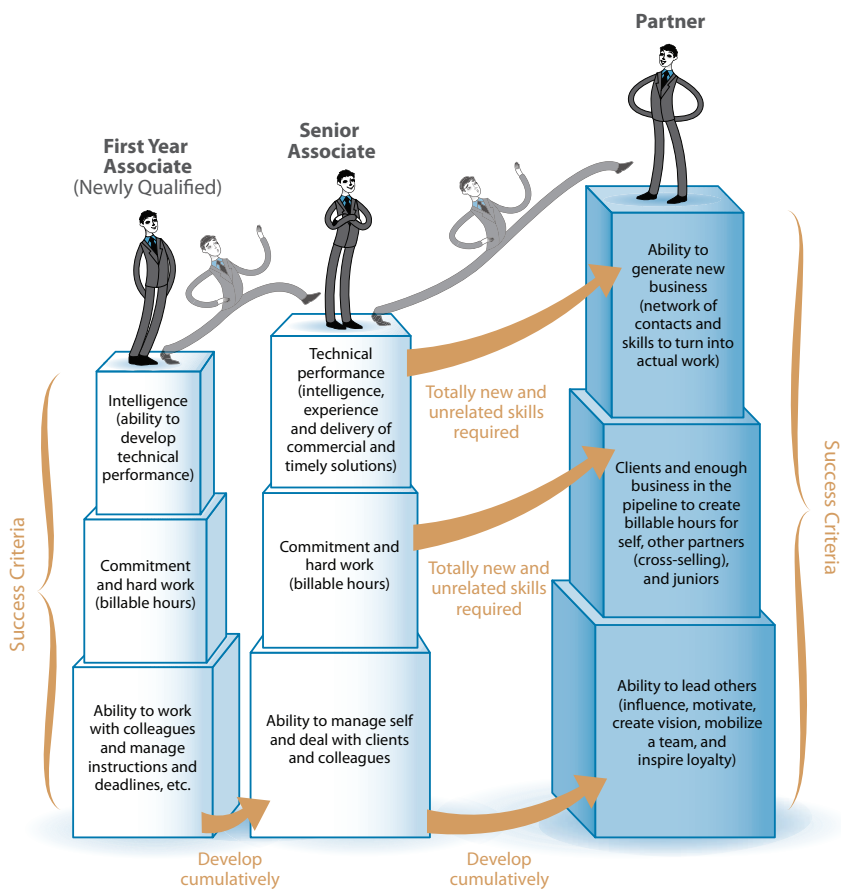 Partner
Senior
Associate
First Year
Associate
(Newly Qualified)
Success Criteria
Intelligence
(ability to
develop
technical
performance)
Commitment
and hard work
(billable hours)
Ability to work
with colleagues
and manage
instructions and
deadlines, etc.
Develop
cumulatively
Technical
performance
(intelligence,
experience
and delivery of
commercial and
timely solutions)
Commitment and
hard work
(billable hours)
Ability to manage self
and deal with clients
and colleagues
Totally new and
unrelated skills
required
Totally new and
unrelated skills
required
Develop
cumulatively
Ability to
generate new
business
(network of
contacts and
skills to turn into
actual work)
Clients and enough
business in the
pipeline to create
billable hours for
self, other partners
(cross-selling),
and juniors
Ability to lead others
(influence, motivate,
create vision, mobilize
a team, and
inspire loyalty)
Success Criteria